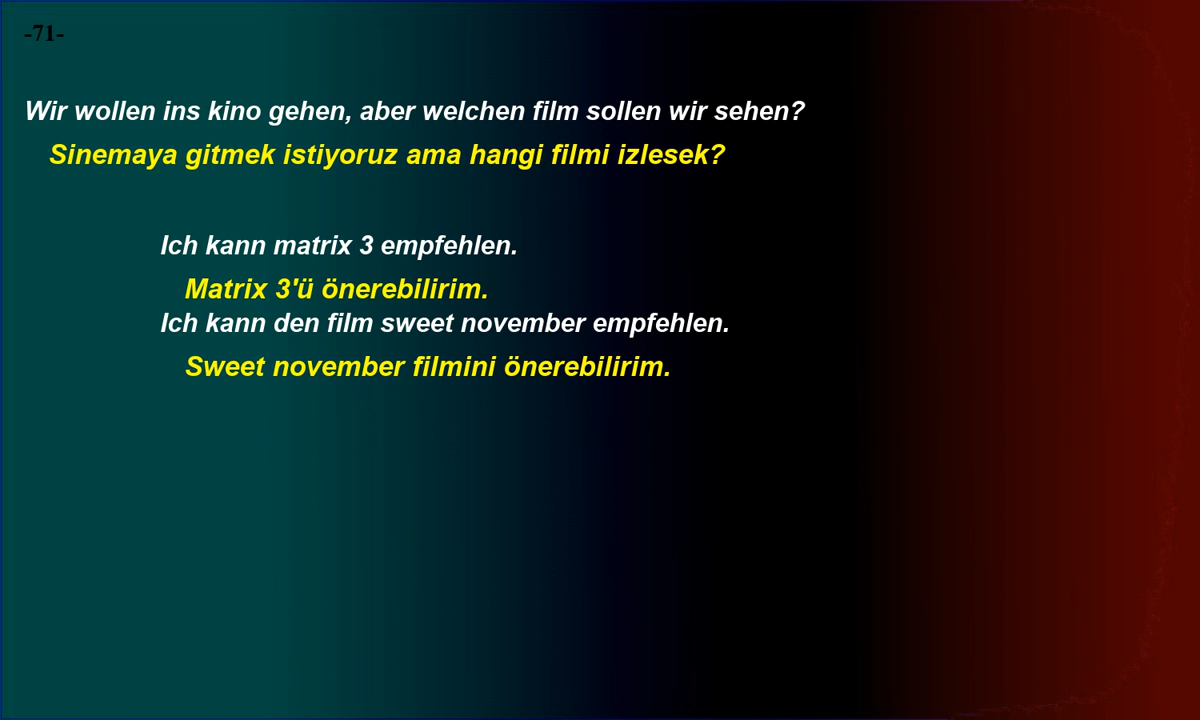 -71-
Wir wollen ins kino gehen, aber welchen film sollen wir sehen?
Sinemaya gitmek istiyoruz ama hangi filmi izlesek?
Ich kann matrix 3 empfehlen.
Matrix 3'ü önerebilirim.
Ich kann den film sweet november empfehlen.
Sweet november filmini önerebilirim.